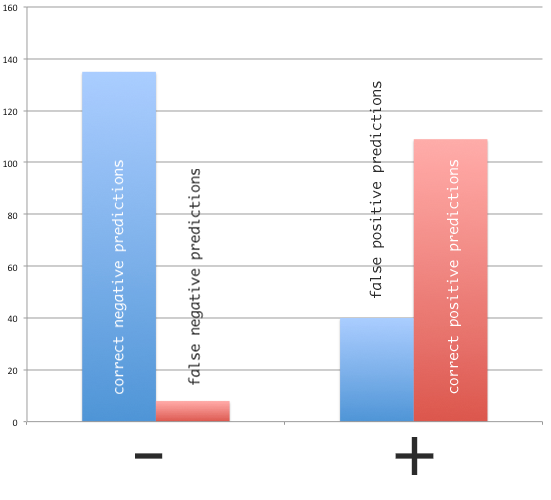 160
140
120
100
80
60
40
20
0
correct negative predictions
false negative predictions
false positive predictions
correct positive predictions
−
+